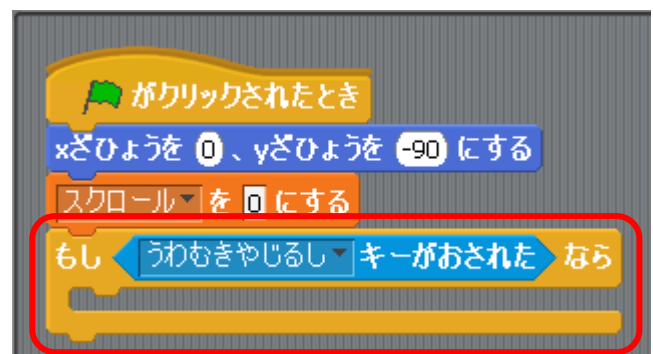 がクリックされたとき
xざひょうを 0 、yざひょうを -90 にする
スクロール を 0 にする
もし うわむきやじるし キーがおされた なら